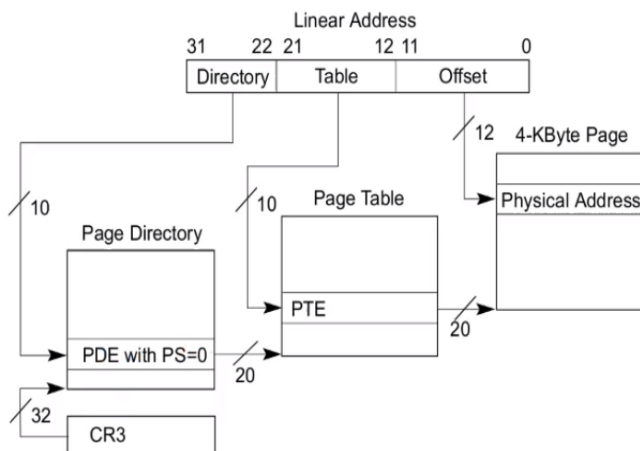 Linear Address
31 22 21 12 11 0
Directory Table Offset
12
4-KByte Page
Physical Address
10
10
Page Table
Page Directory
PTE
20
PDE with PS=0
20
32
CR3